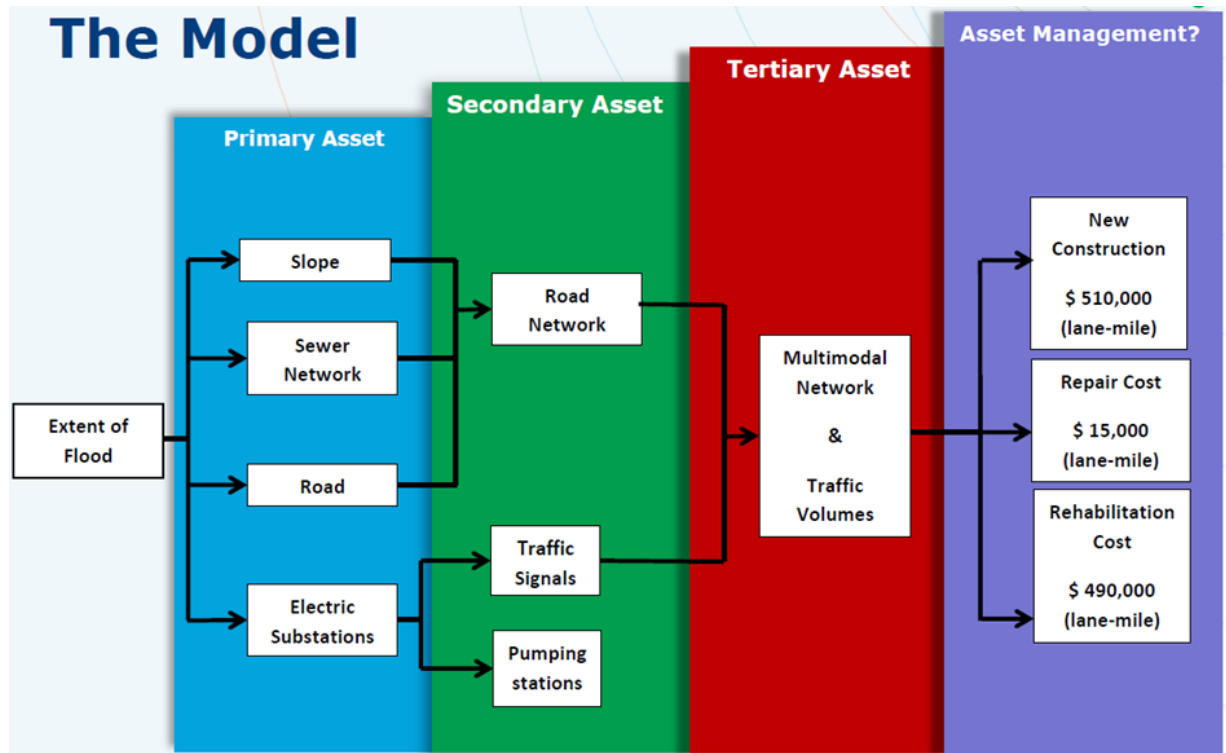 The Model
Primary Asset
Secondary Asset
Tertiary Asset
Asset Management?
Extent of
Flood
Slope
Sewer
Network
Road
Electric
Substations
Road
Network
Traffic
Signals
Pumping
stations
Multimodal
Network
&
Traffic
Volumes
New
Construction
$ 510,000
(lane-mile)
Repair Cost
$ 15,000
(lane-mile)
Rehabilitation
Cost
$ 490,000
(lane-mile)